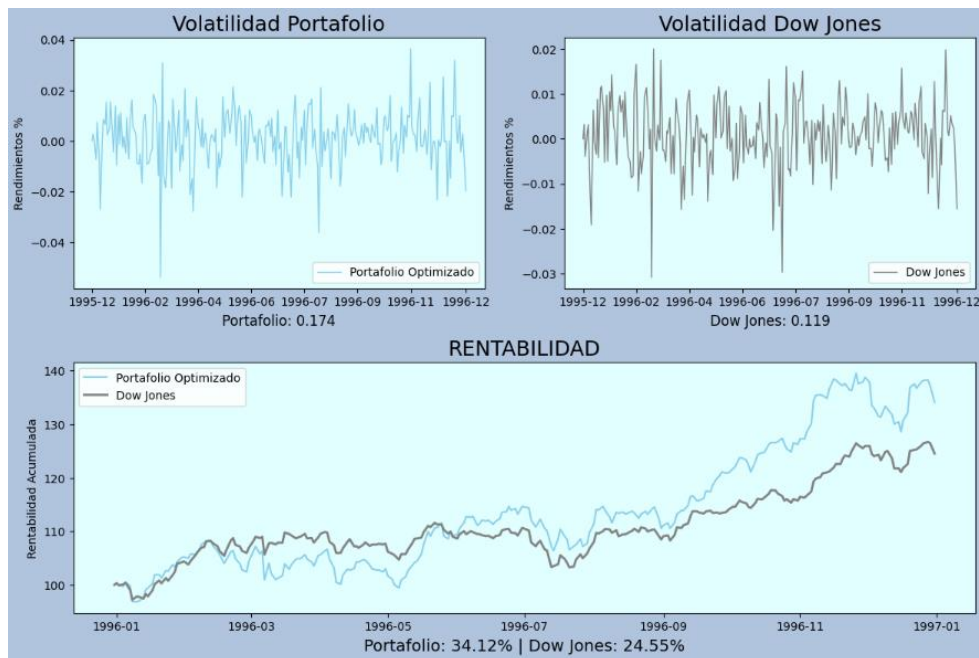 Volatilidad Portafolio
0.04
0.02
0.00
−0.02
−0.04
Rendimientos %
Portafolio Optimizado
1995-12 1996-02 1996-04 1996-06 1996-07 1996-09 1996-11 1996-12
Portafolio: 0.174
Volatilidad Dow Jones
0.02
0.01
0.00
−0.01
−0.02
−0.03
Rendimientos %
Dow Jones
1995-12 1996-02 1996-04 1996-06 1996-07 1996-09 1996-11 1996-12
Dow Jones: 0.119
RENTABILIDAD
Portafolio Optimizado
Dow Jones
140
130
120
110
100
Rentabilidad Acumulada
1996-01 1996-03 1996-05 1996-07 1996-09 1996-11 1997-01
Portafolio: 34.12% | Dow Jones: 24.55%